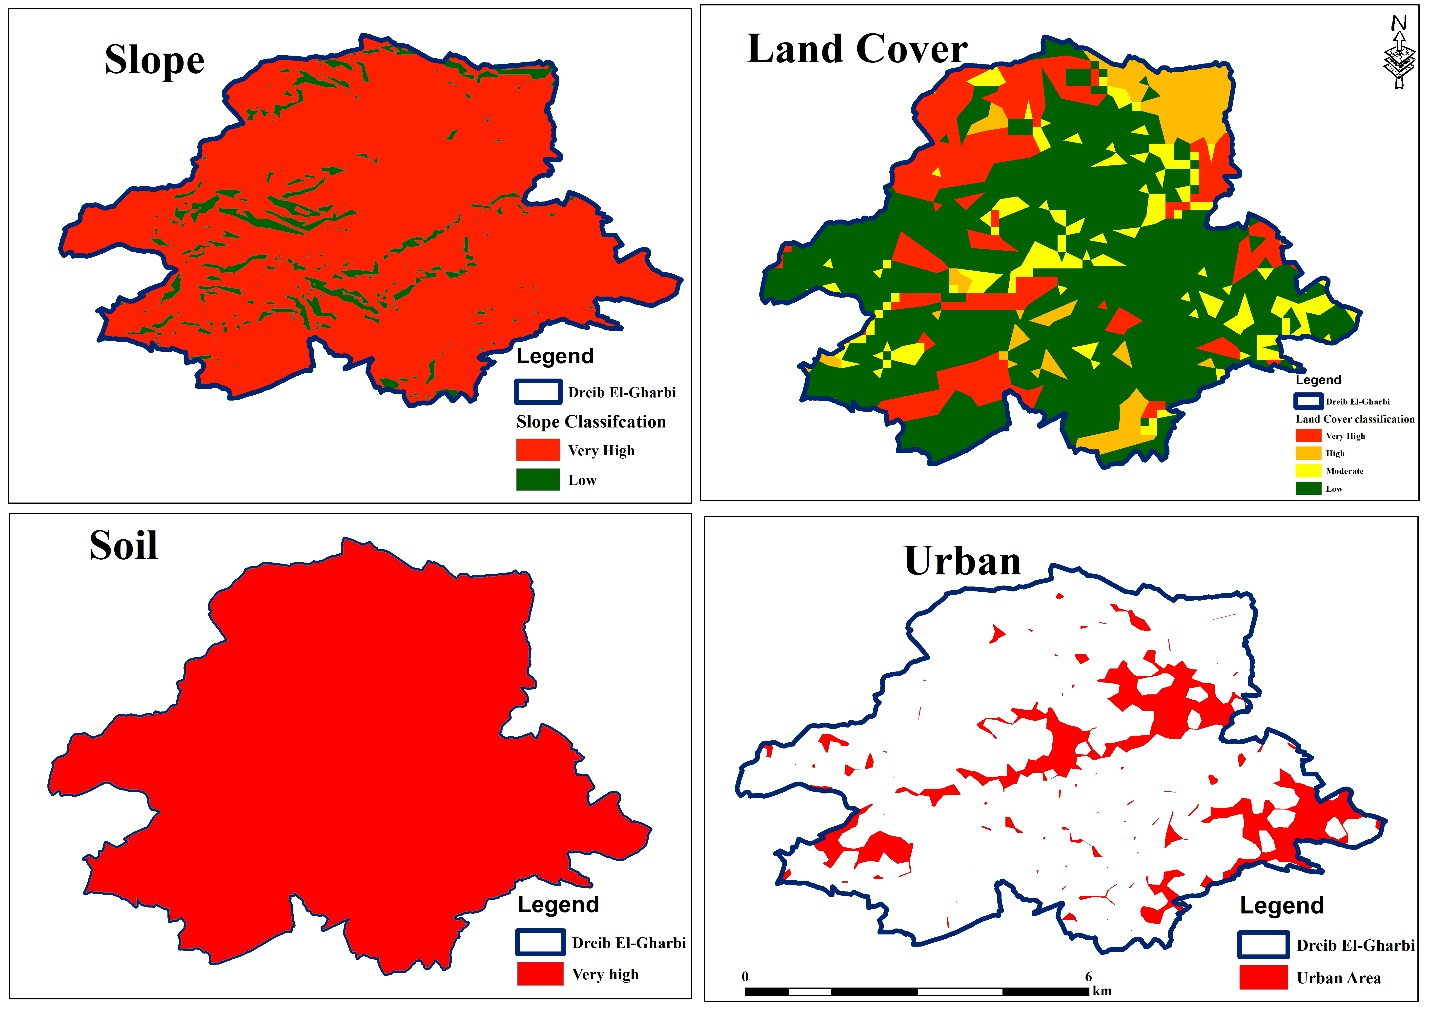 Slope
Legend
Dreib El-Gharbi
Slope Classifcation
Very High
Low
Land Cover
N
Legend
Dreib El-Gharbi
Land Cover classification
Very High
High
Moderate
Low
Soil
Legend
Dreib El-Gharbi
Very high
Urban
Legend
Dreib El-Gharbi
Urban Area
0 6
km